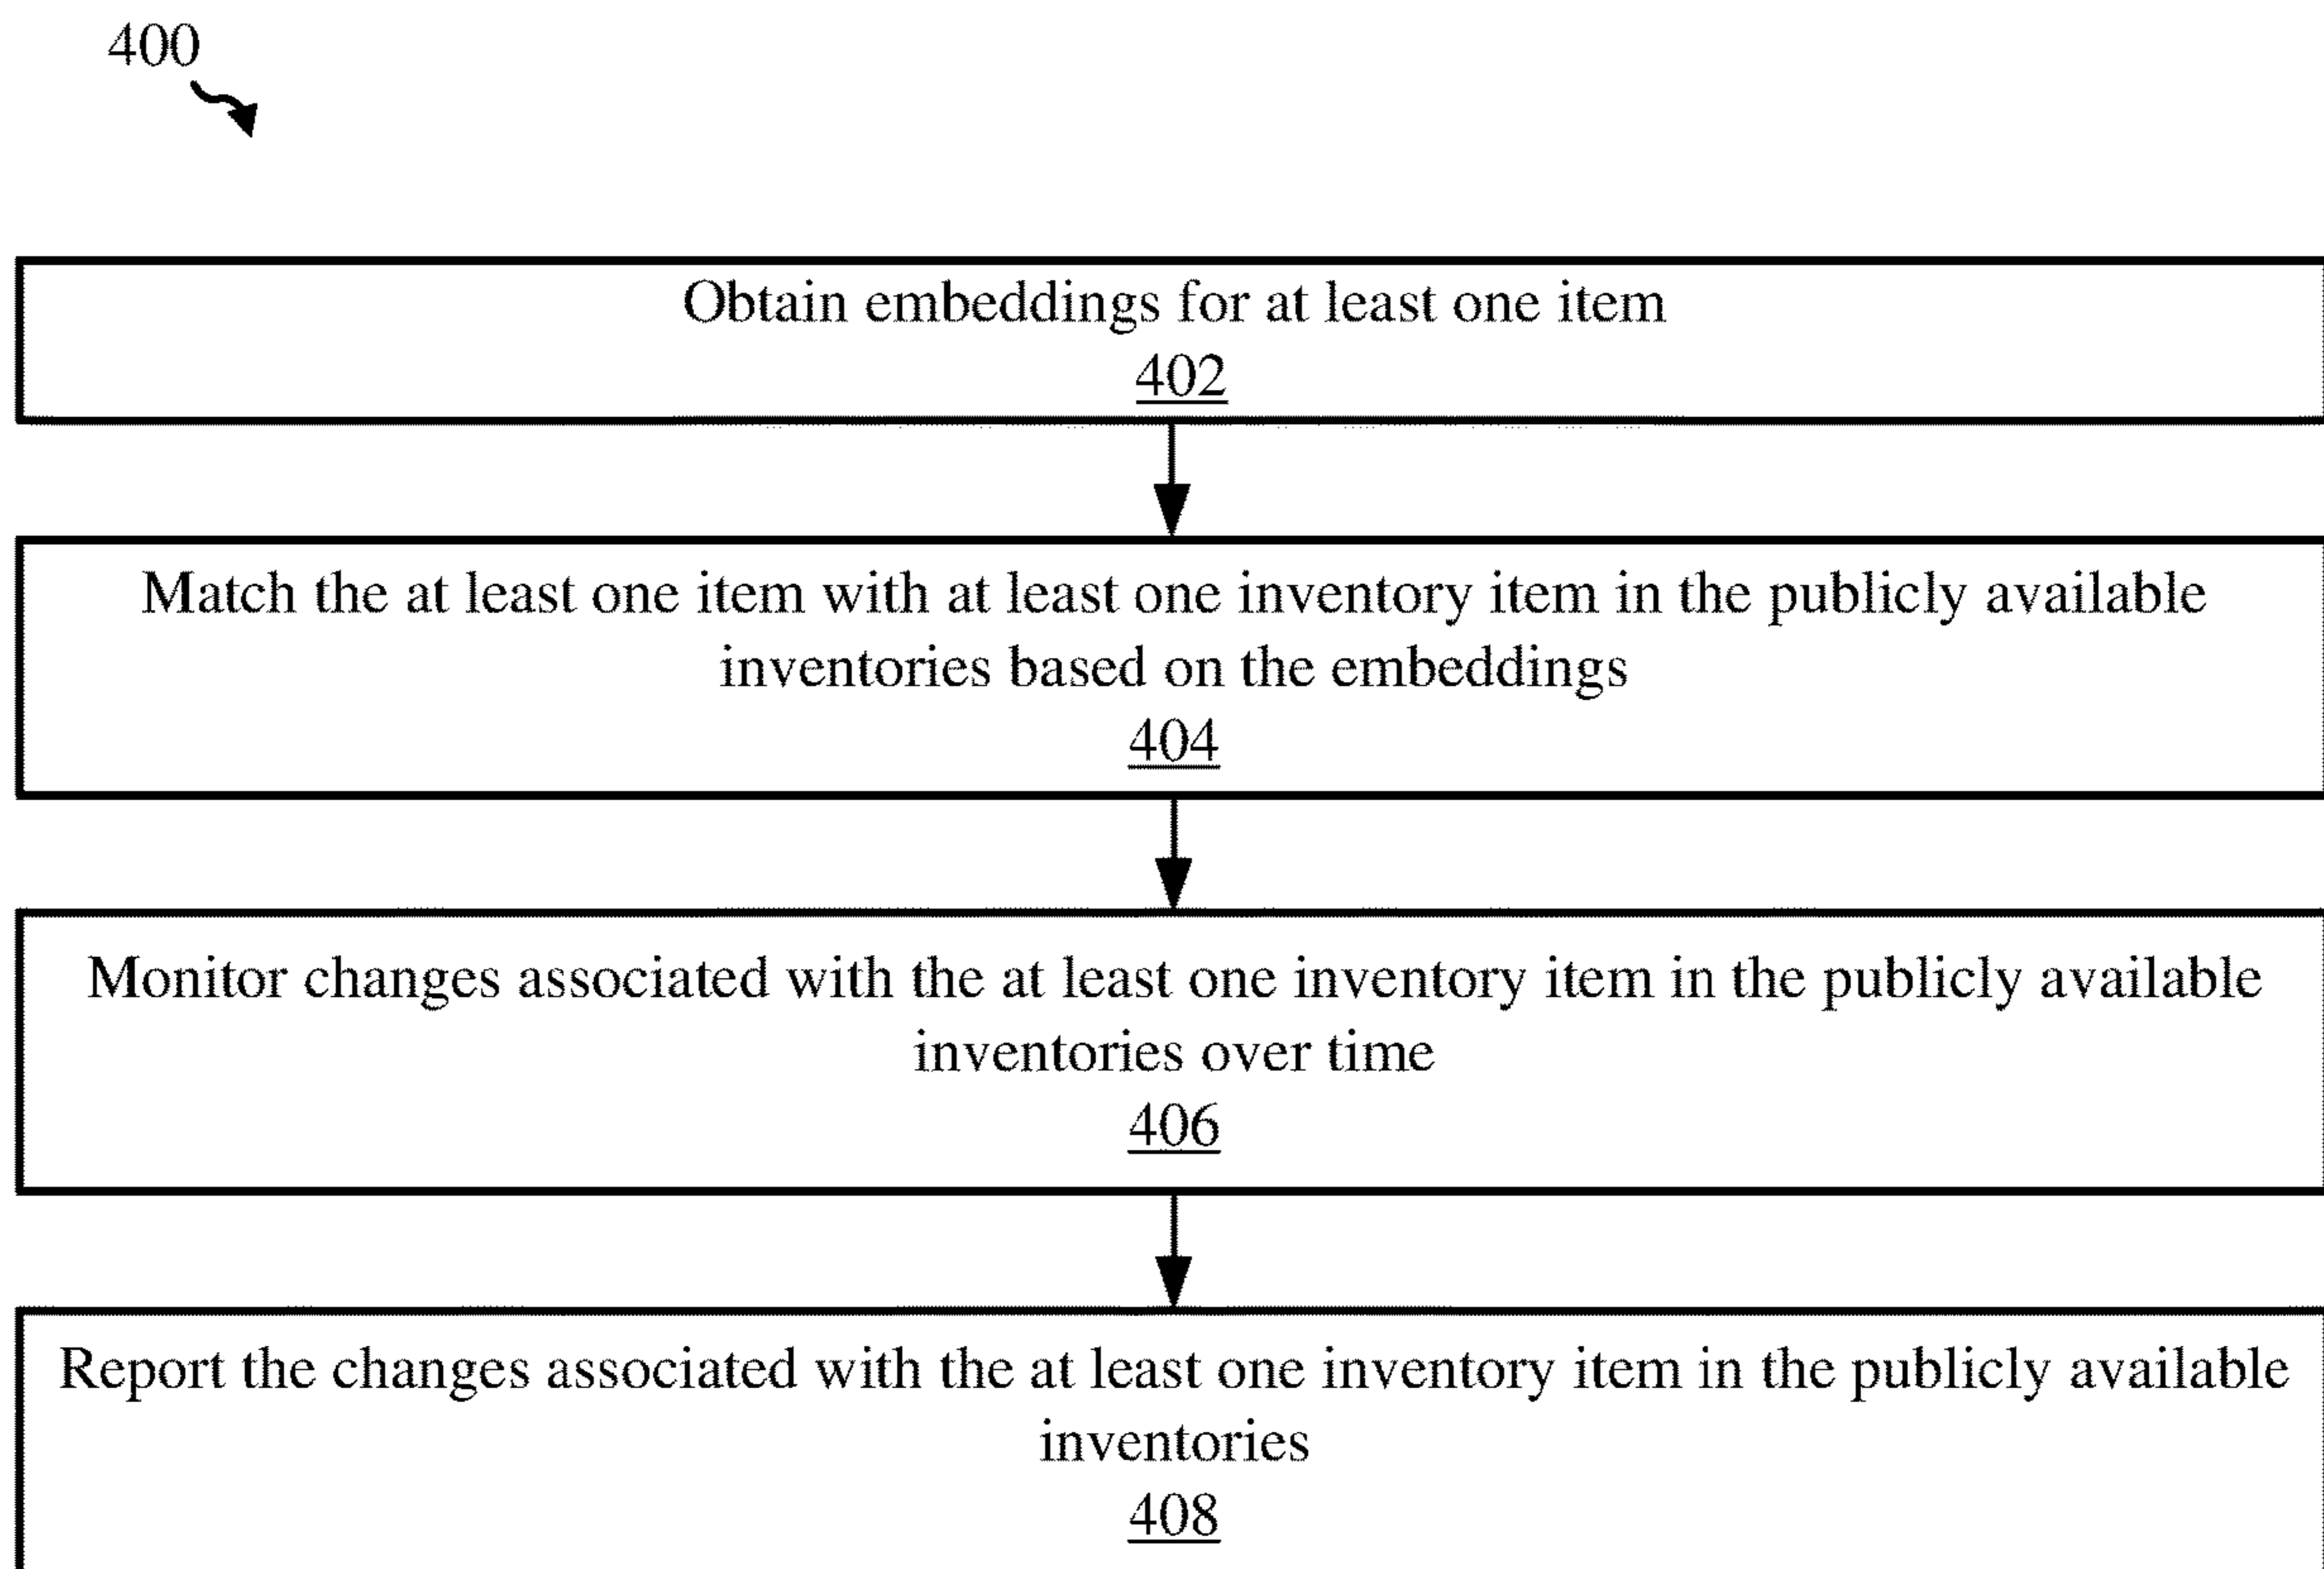 400
Obtain embeddings for at least one item
402
Match the at least one item with at least one inventory item in the publicly available
inventories based on the embeddings
404
Monitor changes associated with the at least one inventory item in the publicly available
inventories over time
406
Report the changes associated with the at least one inventory item in the publicly available
inventories
408